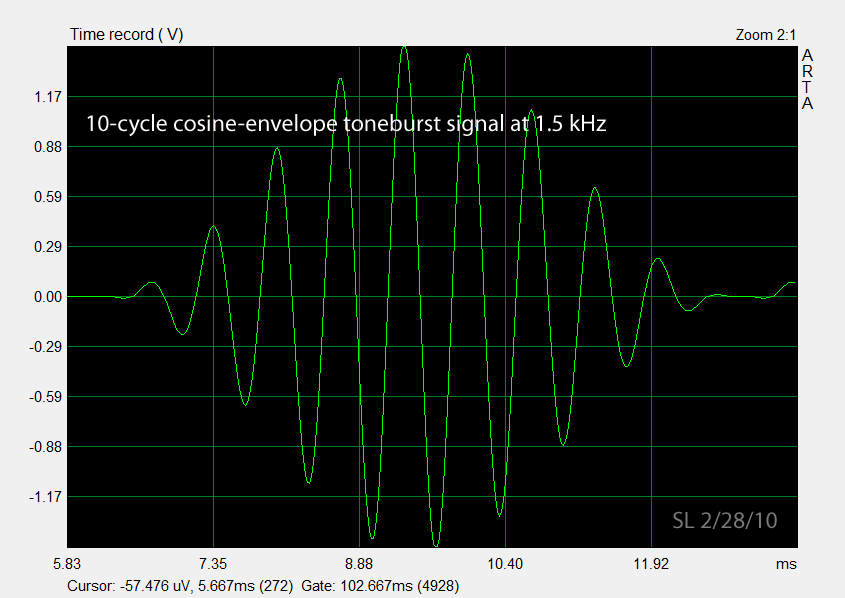 Time record ( V)
Zoom 2:1
A
R
T
A
1.17
10-cycle cosine-envelope toneburst signal at 1.5 kHz
0.88
0.59
0.29
0.00
-0.29
-0.59
-0.88
-1.17
SL 2/28/10
5.83 7.35 8.88 10.40 11.92 ms
Cursor: -57.476 uV, 5.667ms (272) Gate: 102.667ms (4928)